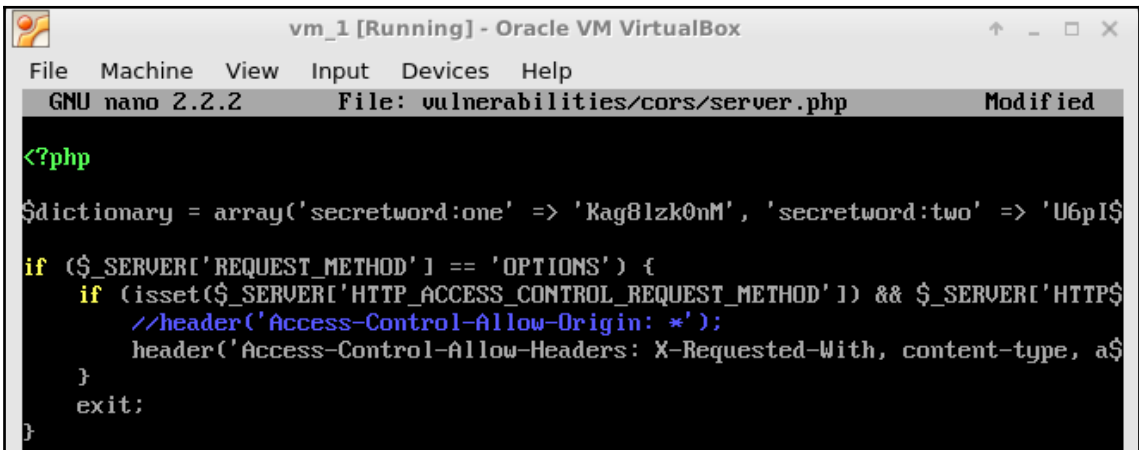 vm_1 [Running] - Oracle VM VirtualBox
File Machine View Input Devices Help
GNU nano 2.2.2 File: vulnerabilities/cors/server.php Modified
<?php
$dictionary = array('secretword:one' => 'Kag8lzk0nM', 'secretword:two' => 'U6pI$
if ($_SERVER['REQUEST_METHOD'] == 'OPTIONS') {
    if (isset($_SERVER['HTTP_ACCESS_CONTROL_REQUEST_METHOD']) && $_SERVER['HTTP$
        //header('Access-Control-Allow-Origin: *');
        header('Access-Control-Allow-Headers: X-Requested-With, content-type, a$
    }
    exit;
}